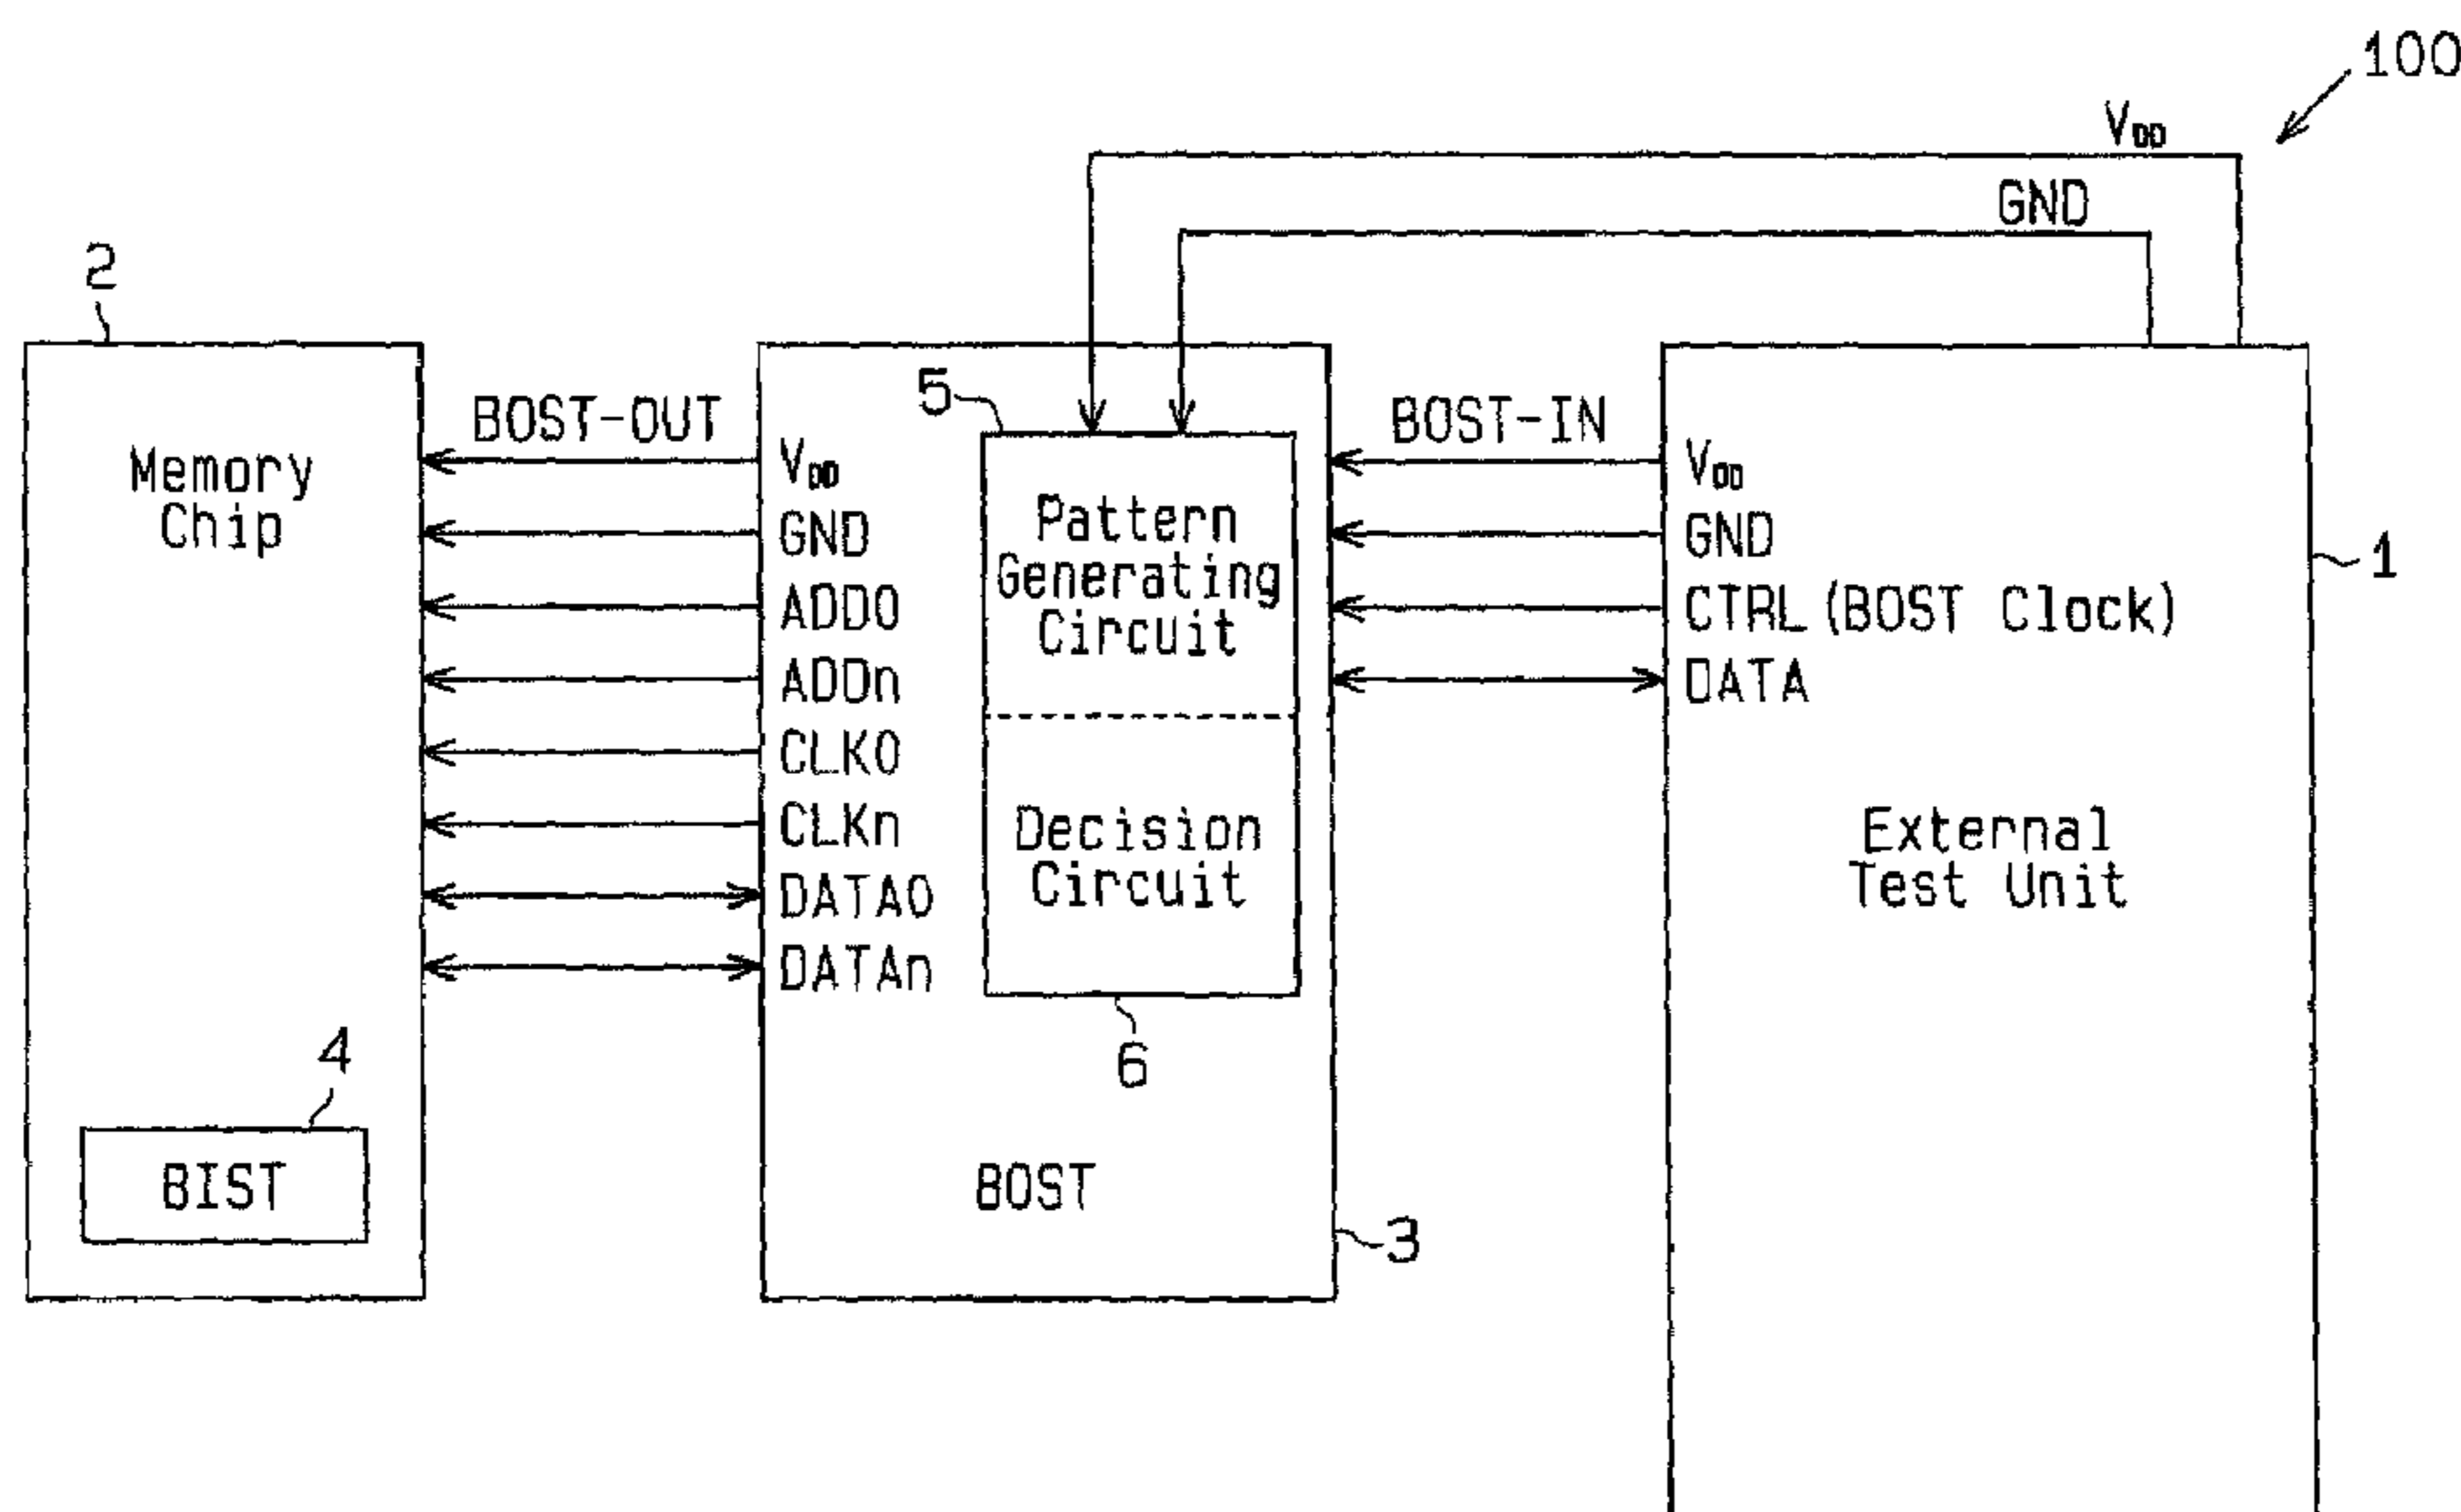 100
VDD
GND
2
Memory
Chip
BIST
4
BOST-OUT
VDD
GND
ADD0
ADDn
CLK0
CLKn
DATA0
DATAn
5
Pattern
Generating
Circuit
Decision
Circuit
6
BOST
3
BOST-IN
VDD
GND
CTRL (BOST Clock)
DATA
External
Test Unit
1